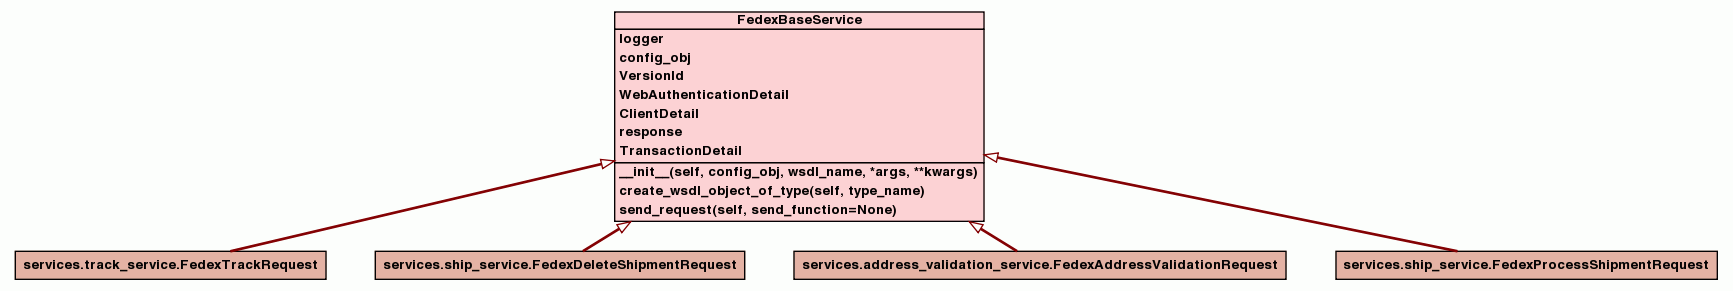 FedexBaseService
logger
config_obj
VersionId
WebAuthenticationDetail
ClientDetail
response
TransactionDetail
__init__(self, config_obj, wsdl_name, *args, **kwargs)
create_wsdl_object_of_type(self, type_name)
send_request(self, send_function=None)
services.track_service.FedexTrackRequest
services.ship_service.FedexDeleteShipmentRequest
services.address_validation_service.FedexAddressValidationRequest
services.ship_service.FedexProcessShipmentRequest